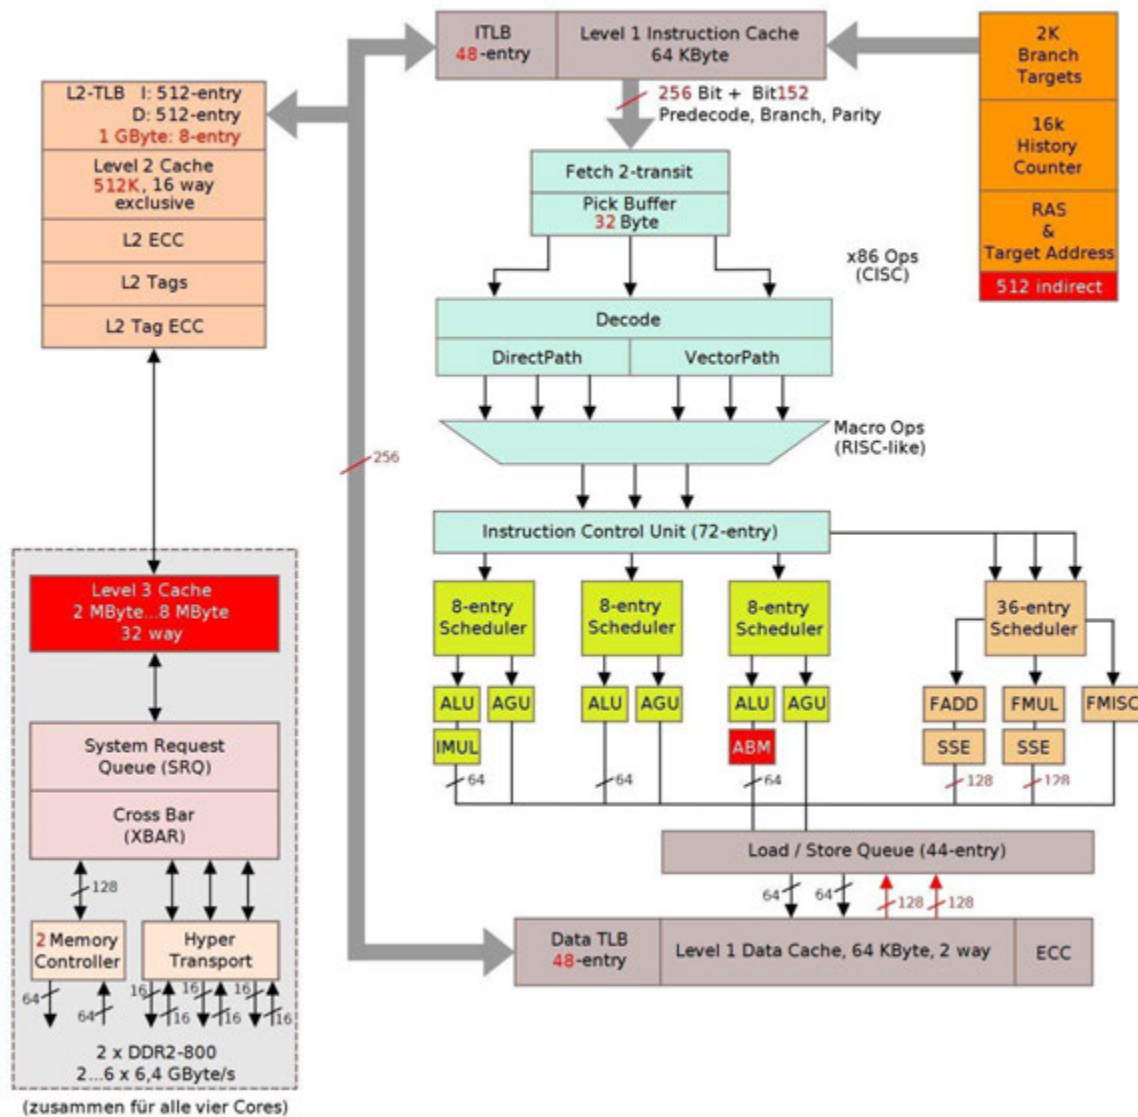 ITLB
48-entry
Level 1 Instruction Cache
64 KByte
2K
Branch
Targets
16k
History
Counter
RAS
&
Target Address
512 indirect
L2-TLB I: 512-entry
D: 512-entry
1 GByte: 8-entry
Level 2 Cache
512K, 16 way
exclusive
L2 ECC
L2 Tags
L2 Tag ECC
256 Bit + Bit152
Predecode, Branch, Parity
Fetch 2-transit
Pick Buffer
32 Byte
x86 Ops
(CISC)
Decode
DirectPath
VectorPath
Macro Ops
(RISC-like)
256
Instruction Control Unit (72-entry)
8-entry
Scheduler
8-entry
Scheduler
8-entry
Scheduler
36-entry
Scheduler
ALU
AGU
ALU
AGU
ALU
AGU
FADD
FMUL
FMISC
IMUL
ABM
SSE
SSE
64
64
64
128
128
Level 3 Cache
2 MByte...8 MByte
32 way
System Request
Queue (SRQ)
Cross Bar
(XBAR)
128
2 Memory
Controller
Hyper
Transport
64
64
16
16
16
16
16
16
2 x DDR2-800
2...6 x 6,4 GByte/s
(zusammen für alle vier Cores)
Load / Store Queue (44-entry)
64
64
128
128
Data TLB
48-entry
Level 1 Data Cache, 64 KByte, 2 way
ECC